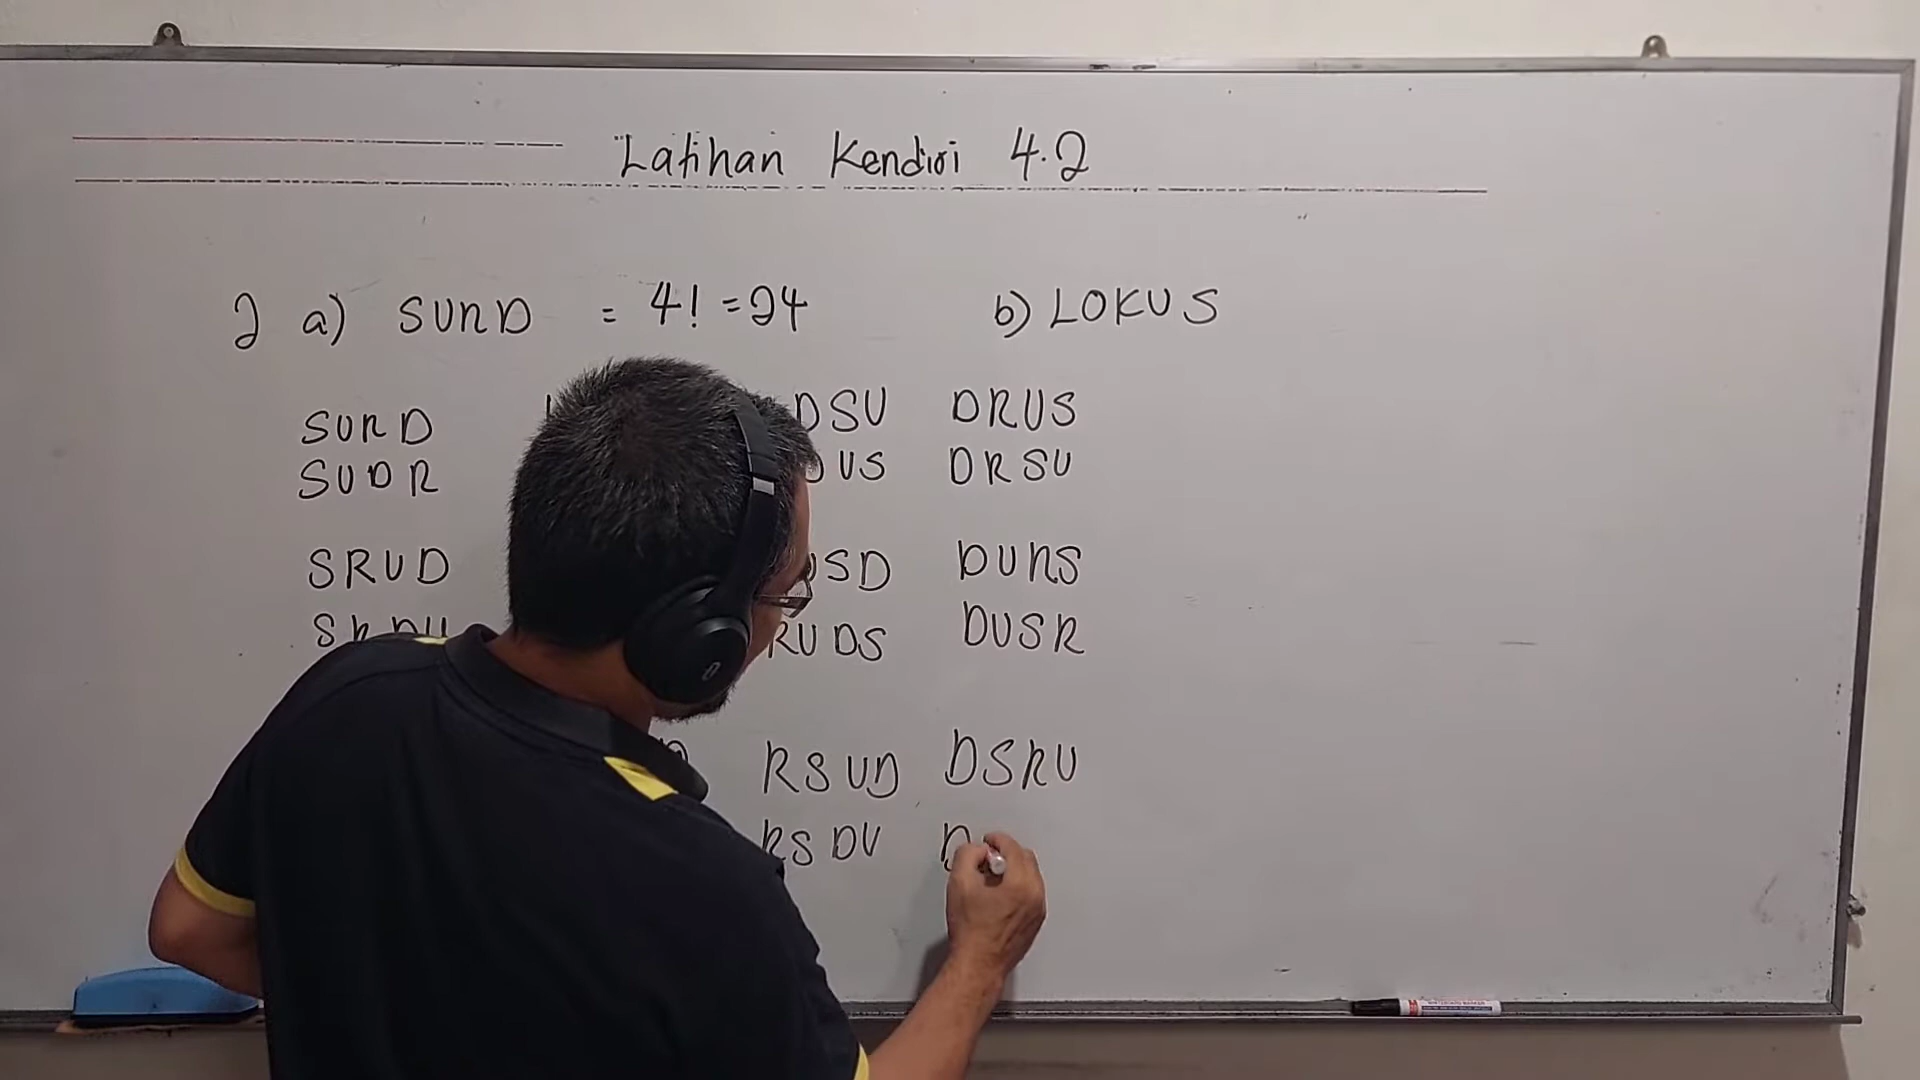 Latihan Kendiri 4.2
2 a) SURD = 4! = 24 b) LOKUS
SURD DSU DRUS
SUDR US DRSU
SRUD SD DURS
SRDU RUDS DUSR
RSUD DSRU
RSDU D